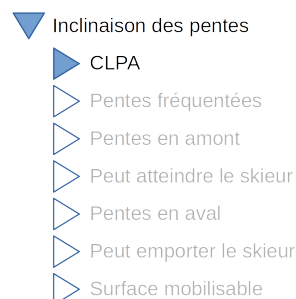 Inclinaison des pentes
CLPA
Pentes fréquentées
Pentes en amont
Peut atteindre le skieur
Pentes en aval
Peut emporter le skieur
Surface mobilisable